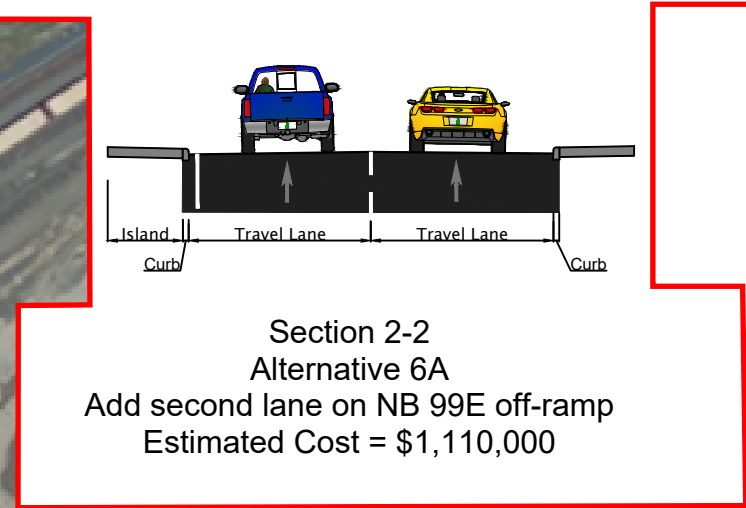 Island Travel Lane Travel Lane
Curb Curb
Section 2-2
Alternative 6A
Add second lane on NB 99E off-ramp
Estimated Cost = $1,110,000